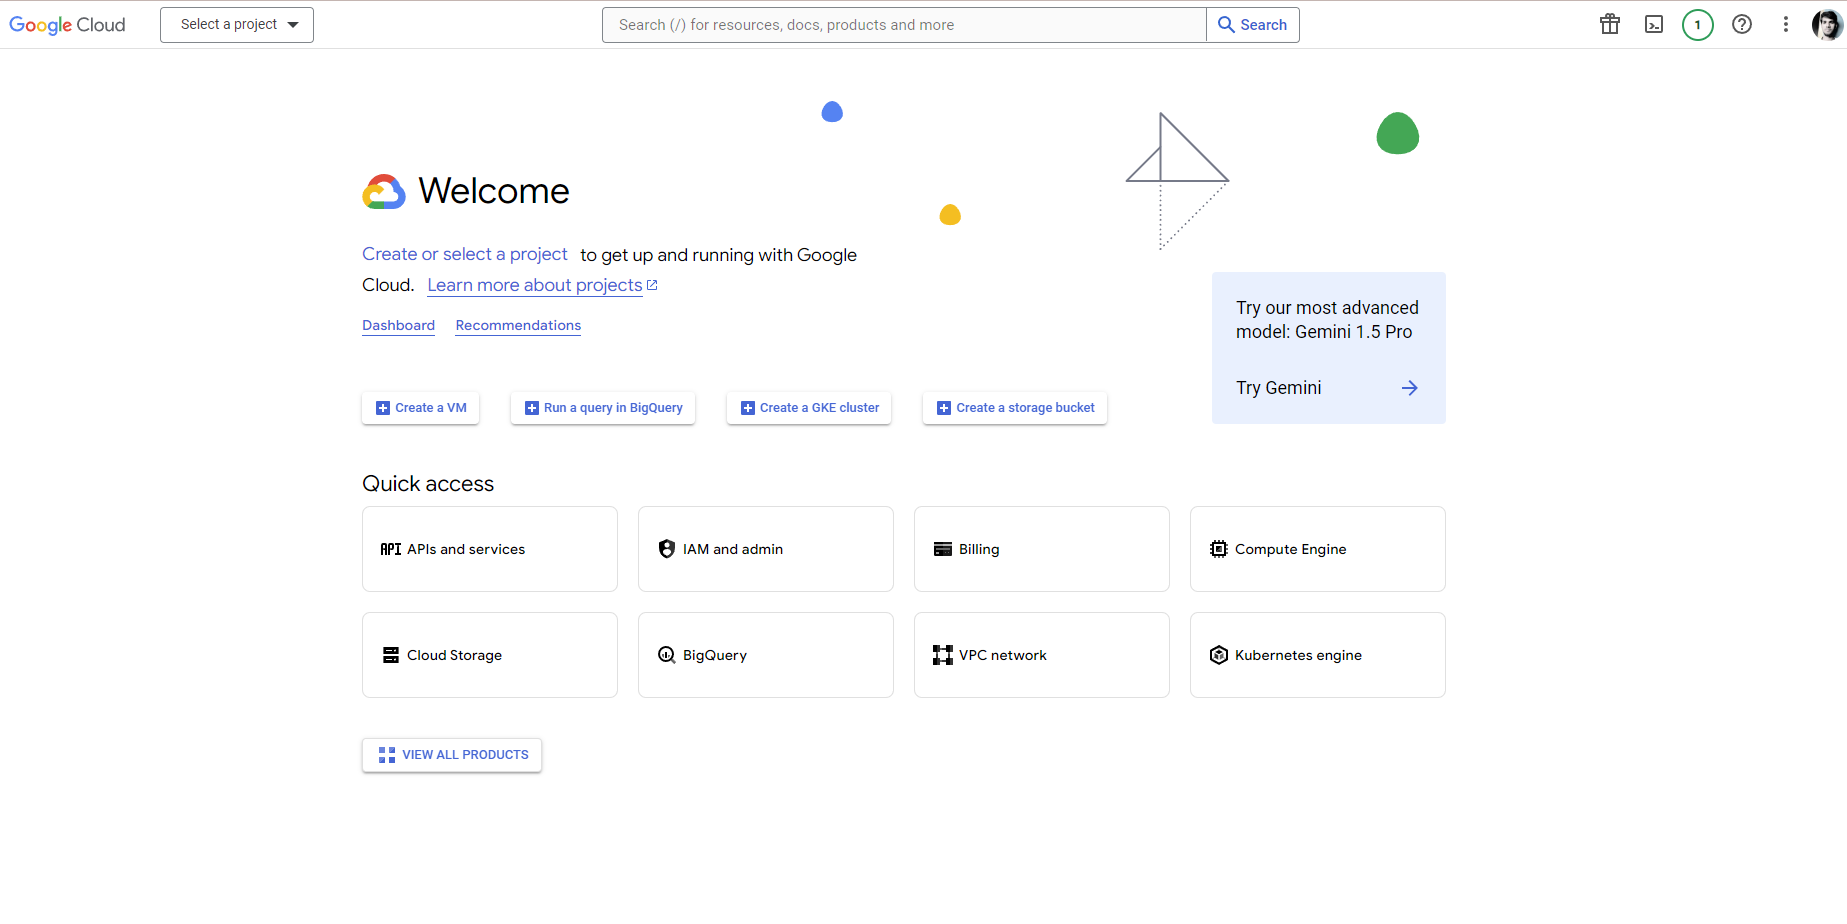 Google Cloud
Select a project
Search (/) for resources, docs, products and more
Search
1
Welcome
Create or select a project to get up and running with Google
Cloud. Learn more about projects
Dashboard Recommendations
Try our most advanced
model: Gemini 1.5 Pro
Try Gemini
Create a VM
Run a query in BigQuery
Create a GKE cluster
Create a storage bucket
Quick access
API APIs and services
IAM and admin
Billing
Compute Engine
Cloud Storage
BigQuery
VPC network
Kubernetes engine
VIEW ALL PRODUCTS